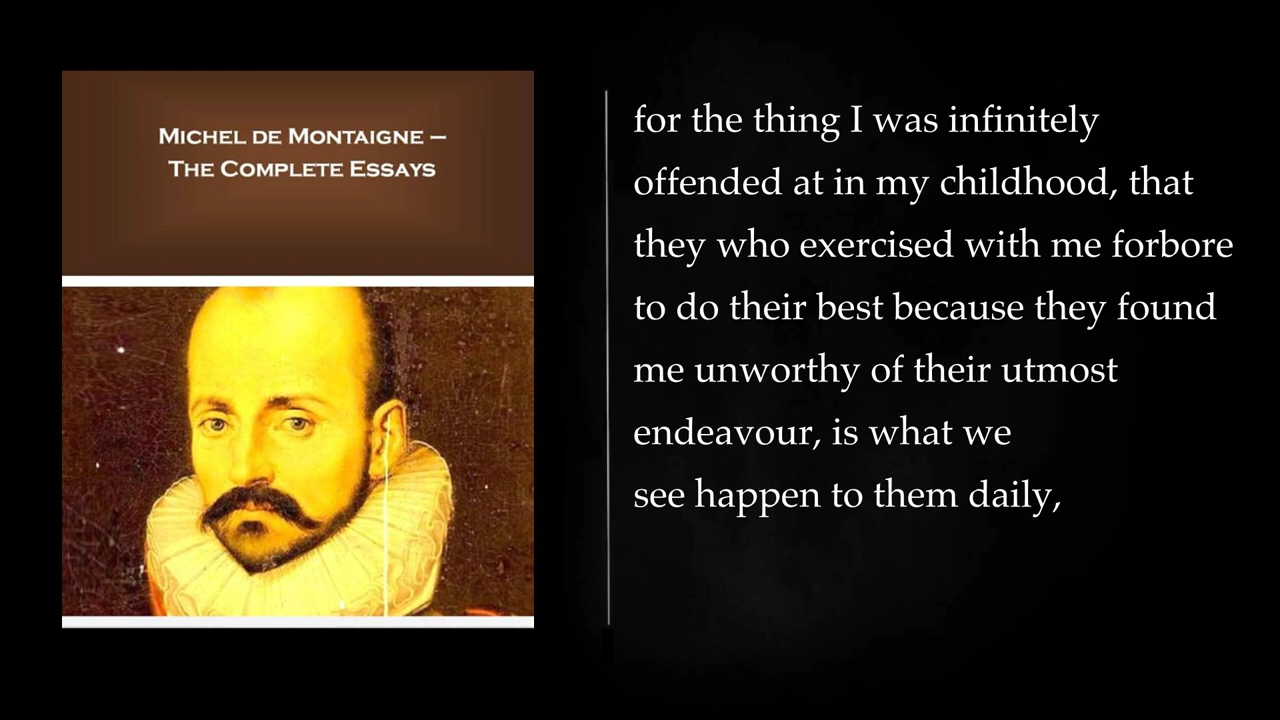 MICHEL DE MONTAIGNE –
THE COMPLETE ESSAYS
for the thing I was infinitely
offended at in my childhood, that
they who exercised with me forbore
to do their best because they found
me unworthy of their utmost
endeavour, is what we
see happen to them daily,